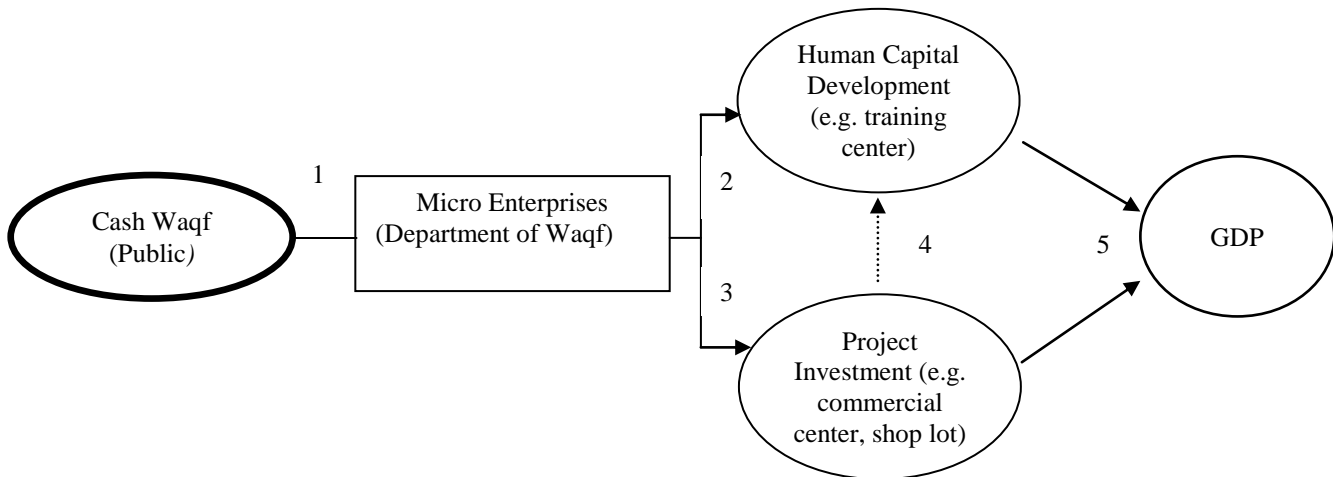 Cash Waqf
(Public)
1
Micro Enterprises
(Department of Waqf)
2
3
Human Capital
Development
(e.g. training
center)
4
Project
Investment (e.g.
commercial
center, shop lot)
5
GDP